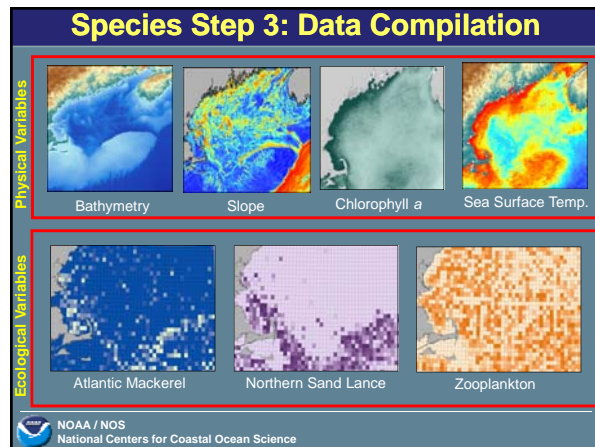 Species Step 3: Data Compilation
Physical Variables
Bathymetry
Slope
Chlorophyll a
Sea Surface Temp.
Ecological Variables
Atlantic Mackerel
Northern Sand Lance
Zooplankton
NOAA / NOS
National Centers for Coastal Ocean Science